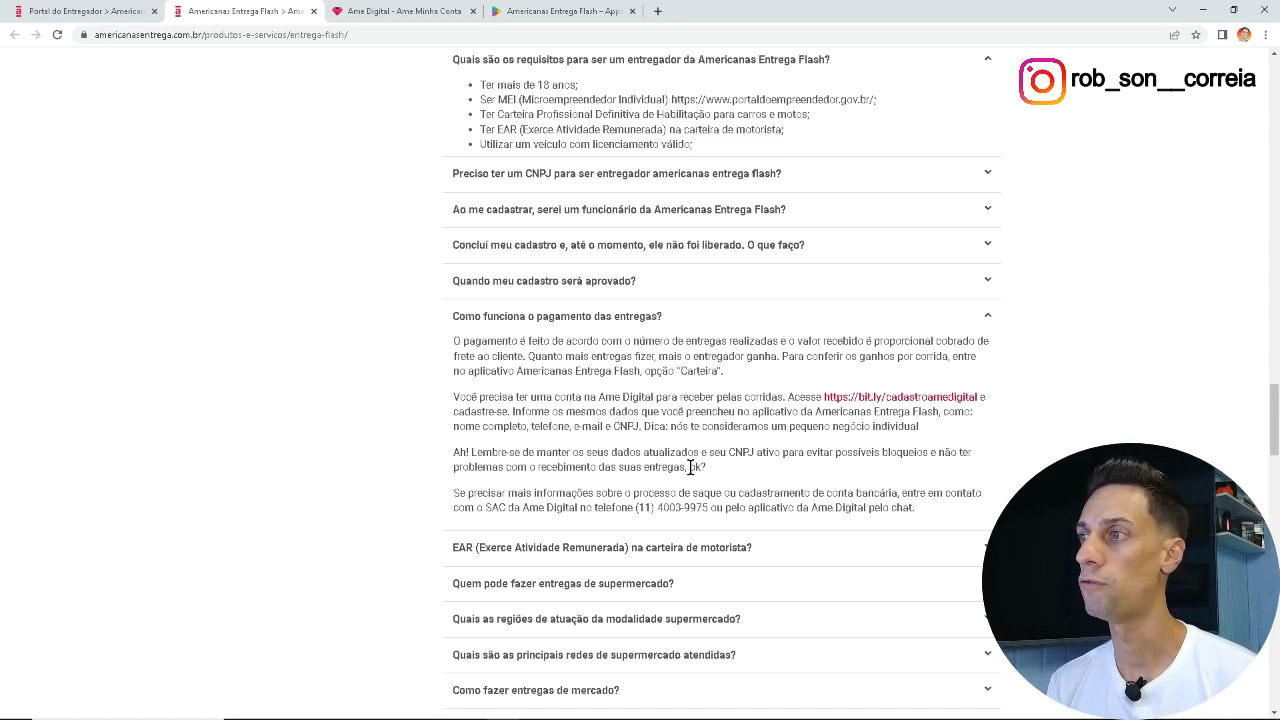 Portal do Entregador > American
Americanas Entrega Flash > Ame
Ame Digital - Ame Minha Conta
Americanas Entrega Flash – Apps
americanasentrega.com.br/produtos-e-servicos/entrega-flash/
rob_son__correia
Quais são os requisitos para ser um entregador da Americanas Entrega Flash?
Ter mais de 18 anos;
Ser MEI (Microempreendedor Individual) https://www.portaldoempreendedor.gov.br/;
Ter Carteira Profissional Definitiva de Habilitação para carros e motos;
Ter EAR (Exerce Atividade Remunerada) na carteira de motorista;
Utilizar um veículo com licenciamento válido;
Preciso ter um CNPJ para ser entregador americanas entrega flash?
Ao me cadastrar, serei um funcionário da Americanas Entrega Flash?
Concluí meu cadastro e, até o momento, ele não foi liberado. O que faço?
Quando meu cadastro será aprovado?
Como funciona o pagamento das entregas?
O pagamento é feito de acordo com o número de entregas realizadas e o valor recebido é proporcional cobrado de
frete ao cliente. Quanto mais entregas fizer, mais o entregador ganha. Para conferir os ganhos por corrida, entre
no aplicativo Americanas Entrega Flash, opção “Carteira”.
Você precisa ter uma conta na Ame Digital para receber pelas corridas. Acesse https://bit.ly/cadastroamedigital e
cadastre-se. Informe os mesmos dados que você preencheu no aplicativo da Americanas Entrega Flash, como:
nome completo, telefone, e-mail e CNPJ. Dica: nós te consideramos um pequeno negócio individual
Ah! Lembre-se de manter os seus dados atualizados e seu CNPJ ativo para evitar possíveis bloqueios e não ter
problemas com o recebimento das suas entregas, ok?
Se precisar mais informações sobre o processo de saque ou cadastramento de conta bancária, entre em contato
com o SAC da Ame Digital no telefone (11) 4003-9975 ou pelo aplicativo da Ame Digital pelo chat.
EAR (Exerce Atividade Remunerada) na carteira de motorista?
Quem pode fazer entregas de supermercado?
Quais as regiões de atuação da modalidade supermercado?
Quais são as principais redes de supermercado atendidas?
Como fazer entregas de mercado?